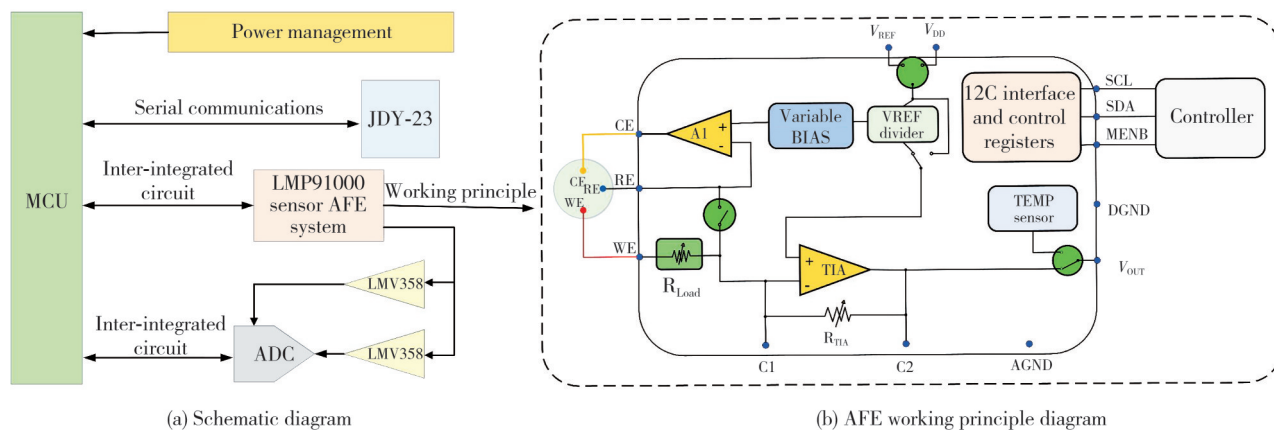 Power management
Serial communications
JDY-23
MCU
Inter-integrated
circuit
LMP91000
sensor AFE
system
Working principle
LMV358
Inter-integrated
circuit
ADC
LMV358
(a) Schematic diagram
VREF
VDD
CE
A1
+
-
Variable
BIAS
VREF
divider
12C interface
and control
registers
SCL
SDA
MENB
Controller
CE
RE
WE
RE
WE
RLoad
TIA
+
-
RTIA
TEMP
sensor
DGND
VOUT
C1
C2
AGND
(b) AFE working principle diagram